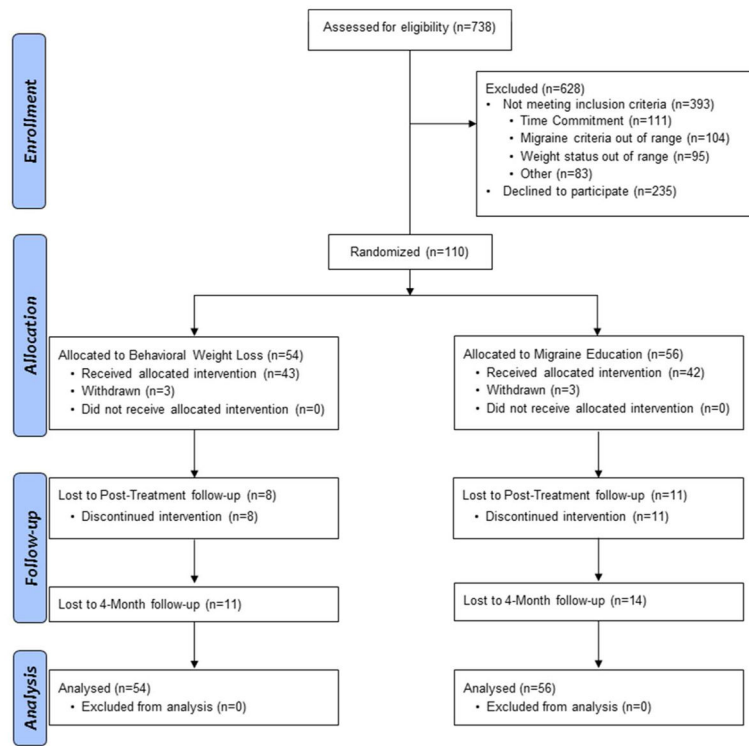 Enrollment
Assessed for eligibility (n=738)
Excluded (n=628)
• Not meeting inclusion criteria (n=393)
• Time Commitment (n=111)
• Migraine criteria out of range (n=104)
• Weight status out of range (n=95)
• Other (n=83)
• Declined to participate (n=235)
Randomized (n=110)
Allocation
Allocated to Behavioral Weight Loss (n=54)
• Received allocated intervention (n=43)
• Withdrawn (n=3)
• Did not receive allocated intervention (n=0)
Allocated to Migraine Education (n=56)
• Received allocated intervention (n=42)
• Withdrawn (n=3)
• Did not receive allocated intervention (n=0)
Follow-up
Lost to Post-Treatment follow-up (n=8)
• Discontinued intervention (n=8)
Lost to Post-Treatment follow-up (n=11)
• Discontinued intervention (n=11)
Lost to 4-Month follow-up (n=11)
Lost to 4-Month follow-up (n=14)
Analysis
Analysed (n=54)
• Excluded from analysis (n=0)
Analysed (n=56)
• Excluded from analysis (n=0)